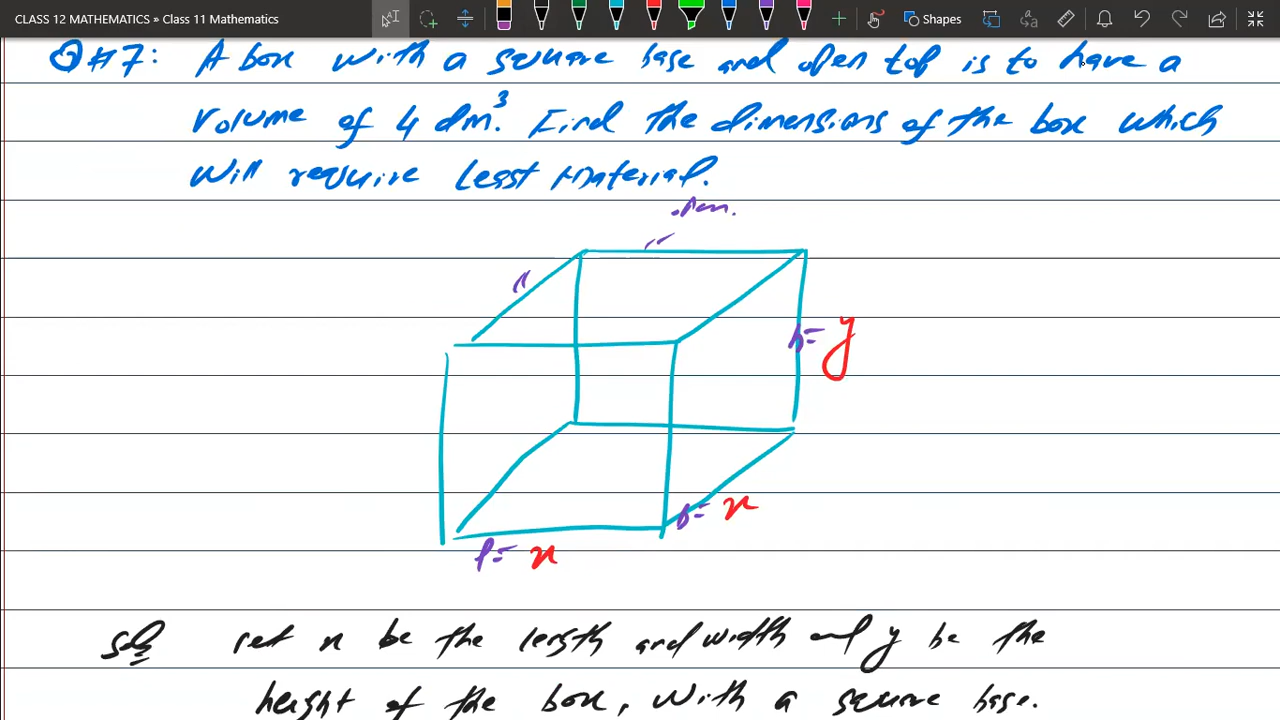 CLASS 12 MATHEMATICS » Class 11 Mathematics
Shapes
Q#7: A box with a square base and open top is to have a
volume of 4 dm³. Find the dimensions of the box which
will require Least Material.
open.
h= y
b= x
l= x
Sol Let x be the length and width and y be the
height of the box, with a square base.